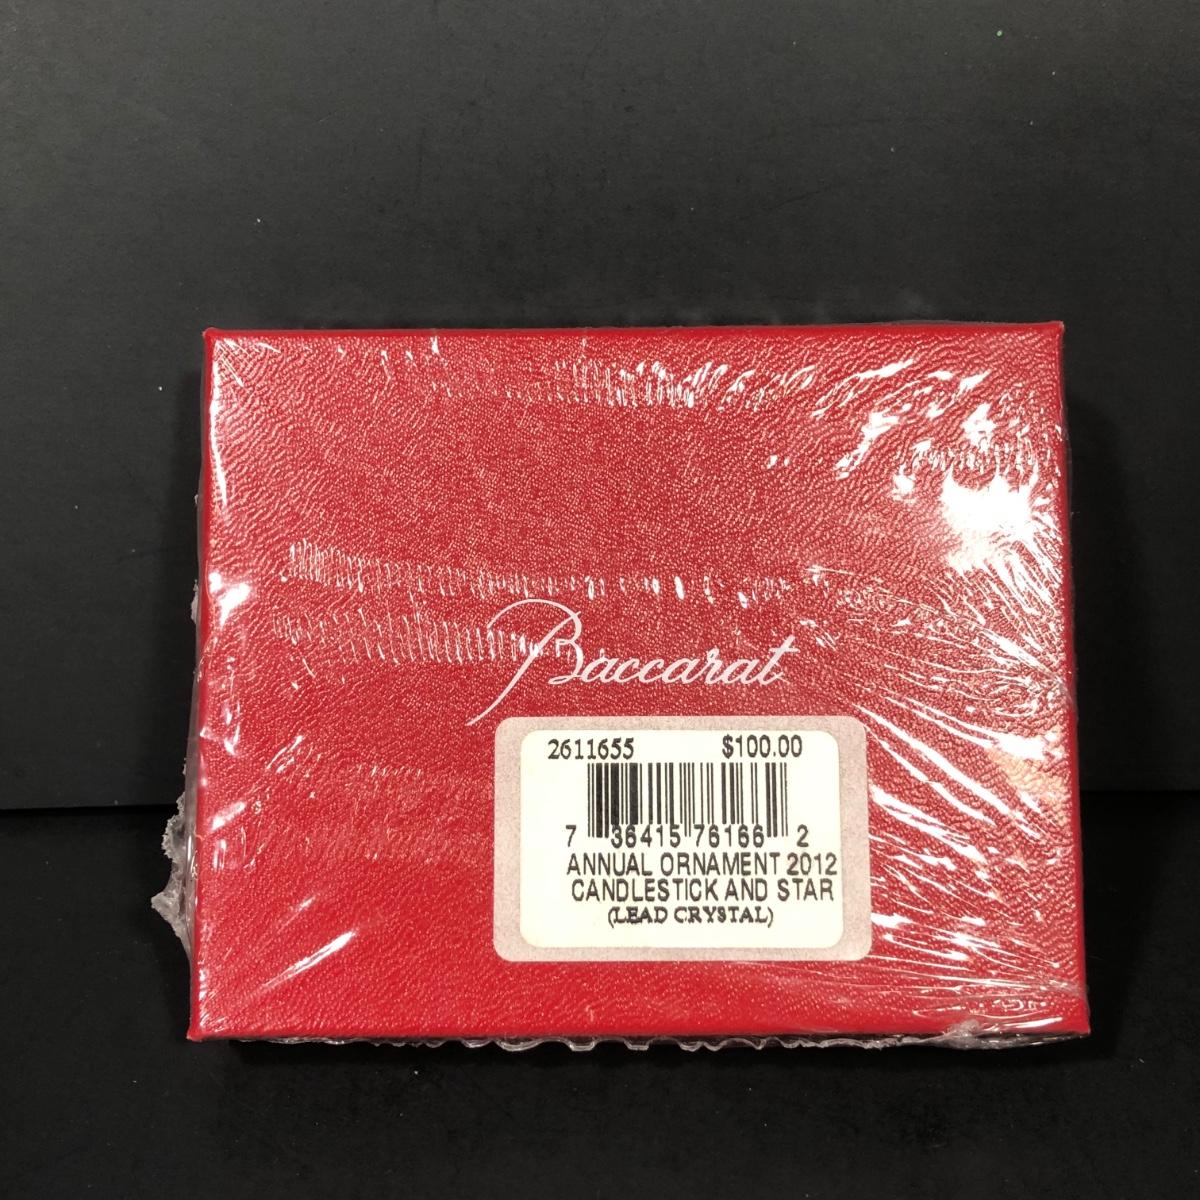 Baccarat
2611655 $100.00
7 36415 76166 2
ANNUAL ORNAMENT 2012
CANDLESTICK AND STAR
(LEAD CRYSTAL)